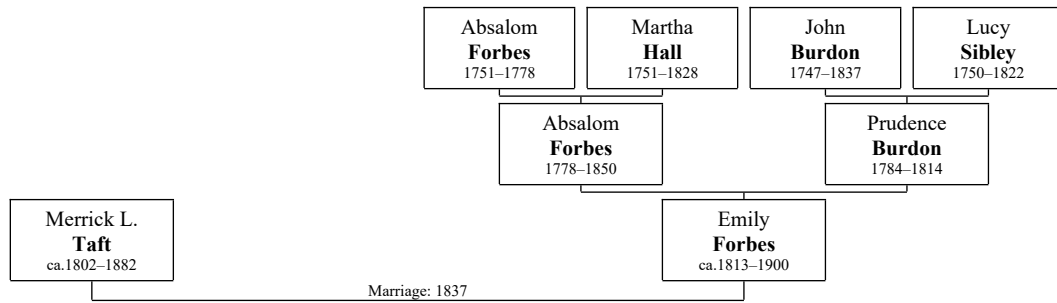 Absalom
Forbes
1751–1778
Martha
Hall
1751–1828
John
Burdon
1747–1837
Lucy
Sibley
1750–1822
Absalom
Forbes
1778–1850
Prudence
Burdon
1784–1814
Merrick L.
Taft
ca.1802–1882
Emily
Forbes
ca.1813–1900
Marriage: 1837